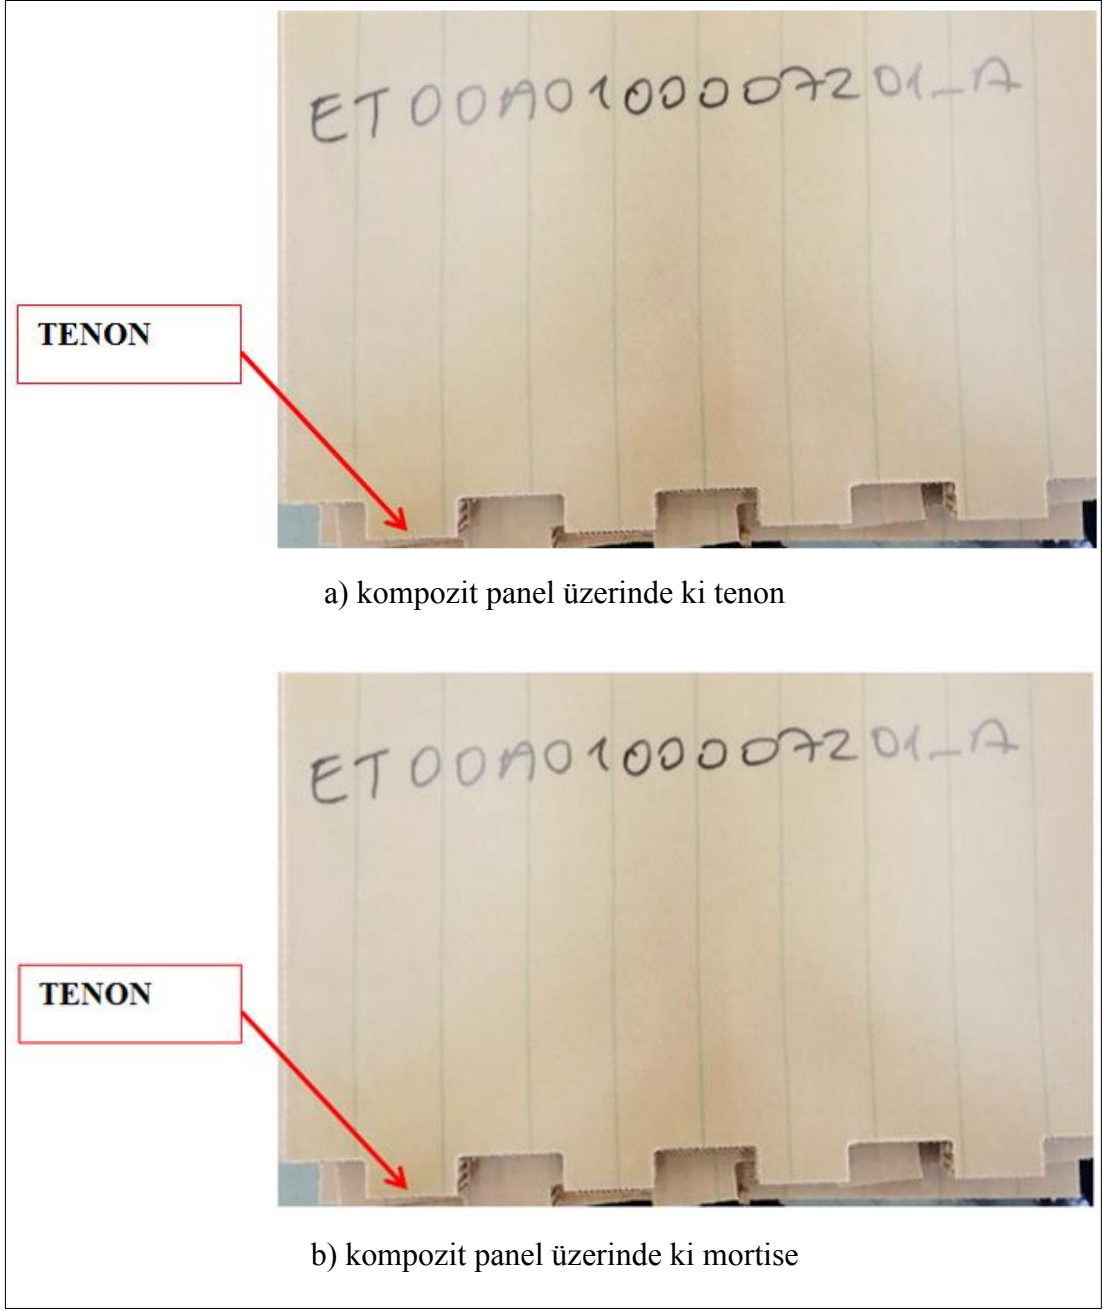 ET00A0100007201_A
TENON
a) kompozit panel üzerinde ki tenon
ET00A0100007201_A
TENON
b) kompozit panel üzerinde ki mortise